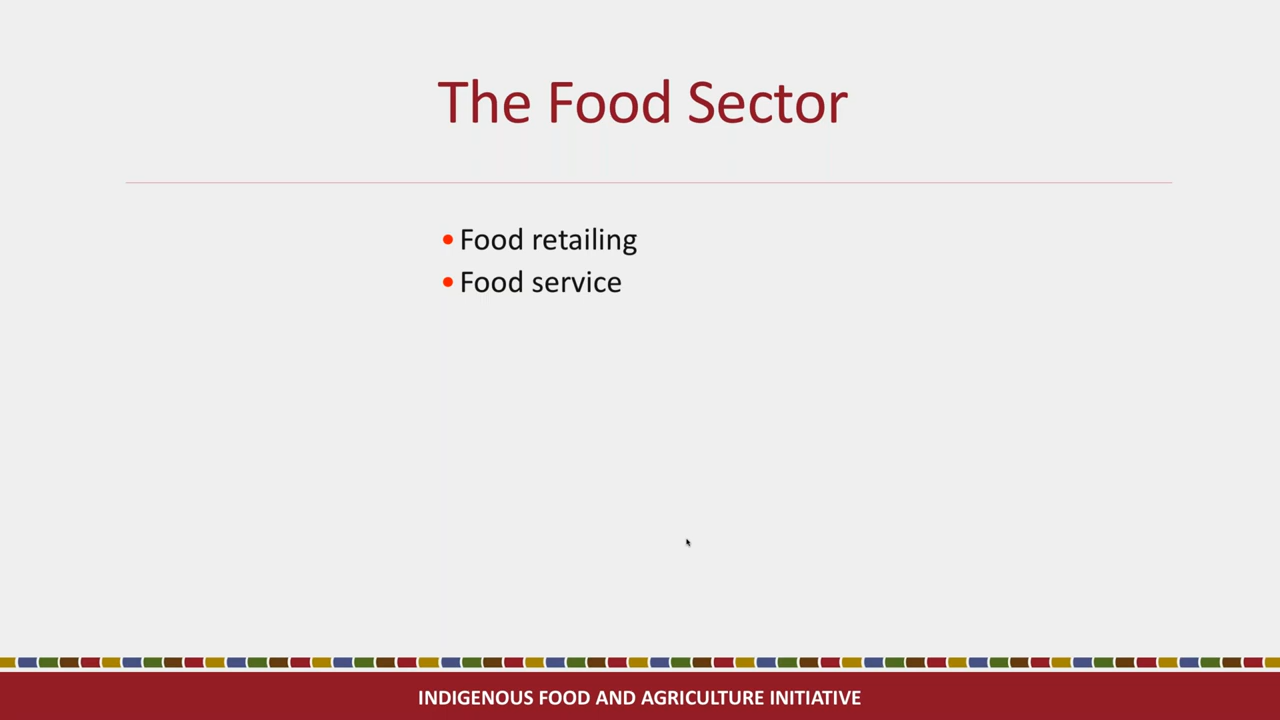 The Food Sector
• Food retailing
• Food service
INDIGENOUS FOOD AND AGRICULTURE INITIATIVE